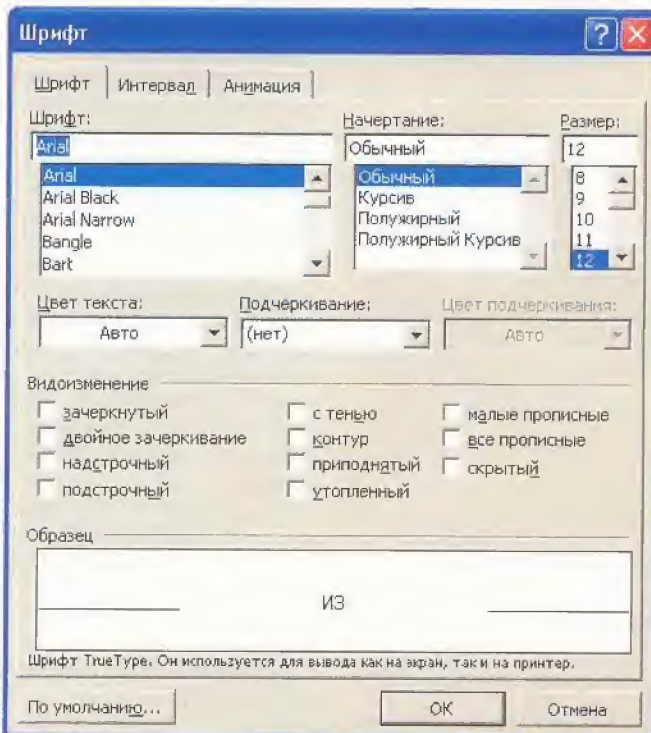 Шрифт
Шрифт Интервал Анимация
Шрифт: Начертание: Размер:
Arial Обычный 12
Arial Обычный 8
Arial Black Курсив 9
Arial Narrow Полужирный 10
Bangle Полужирный Курсив 11
Bart 12
Цвет текста: Подчеркивание: Цвет подчеркивания:
Авто (нет) Авто
Видоизменение
зачеркнутый с тенью малые прописные
двойное зачеркивание контур все прописные
надстрочный приподнятый скрытый
подстрочный утопленный
Образец
ИЗ
Шрифт TrueType. Он используется для вывода как на экран, так и на принтер.
По умолчанию... ОК Отмена